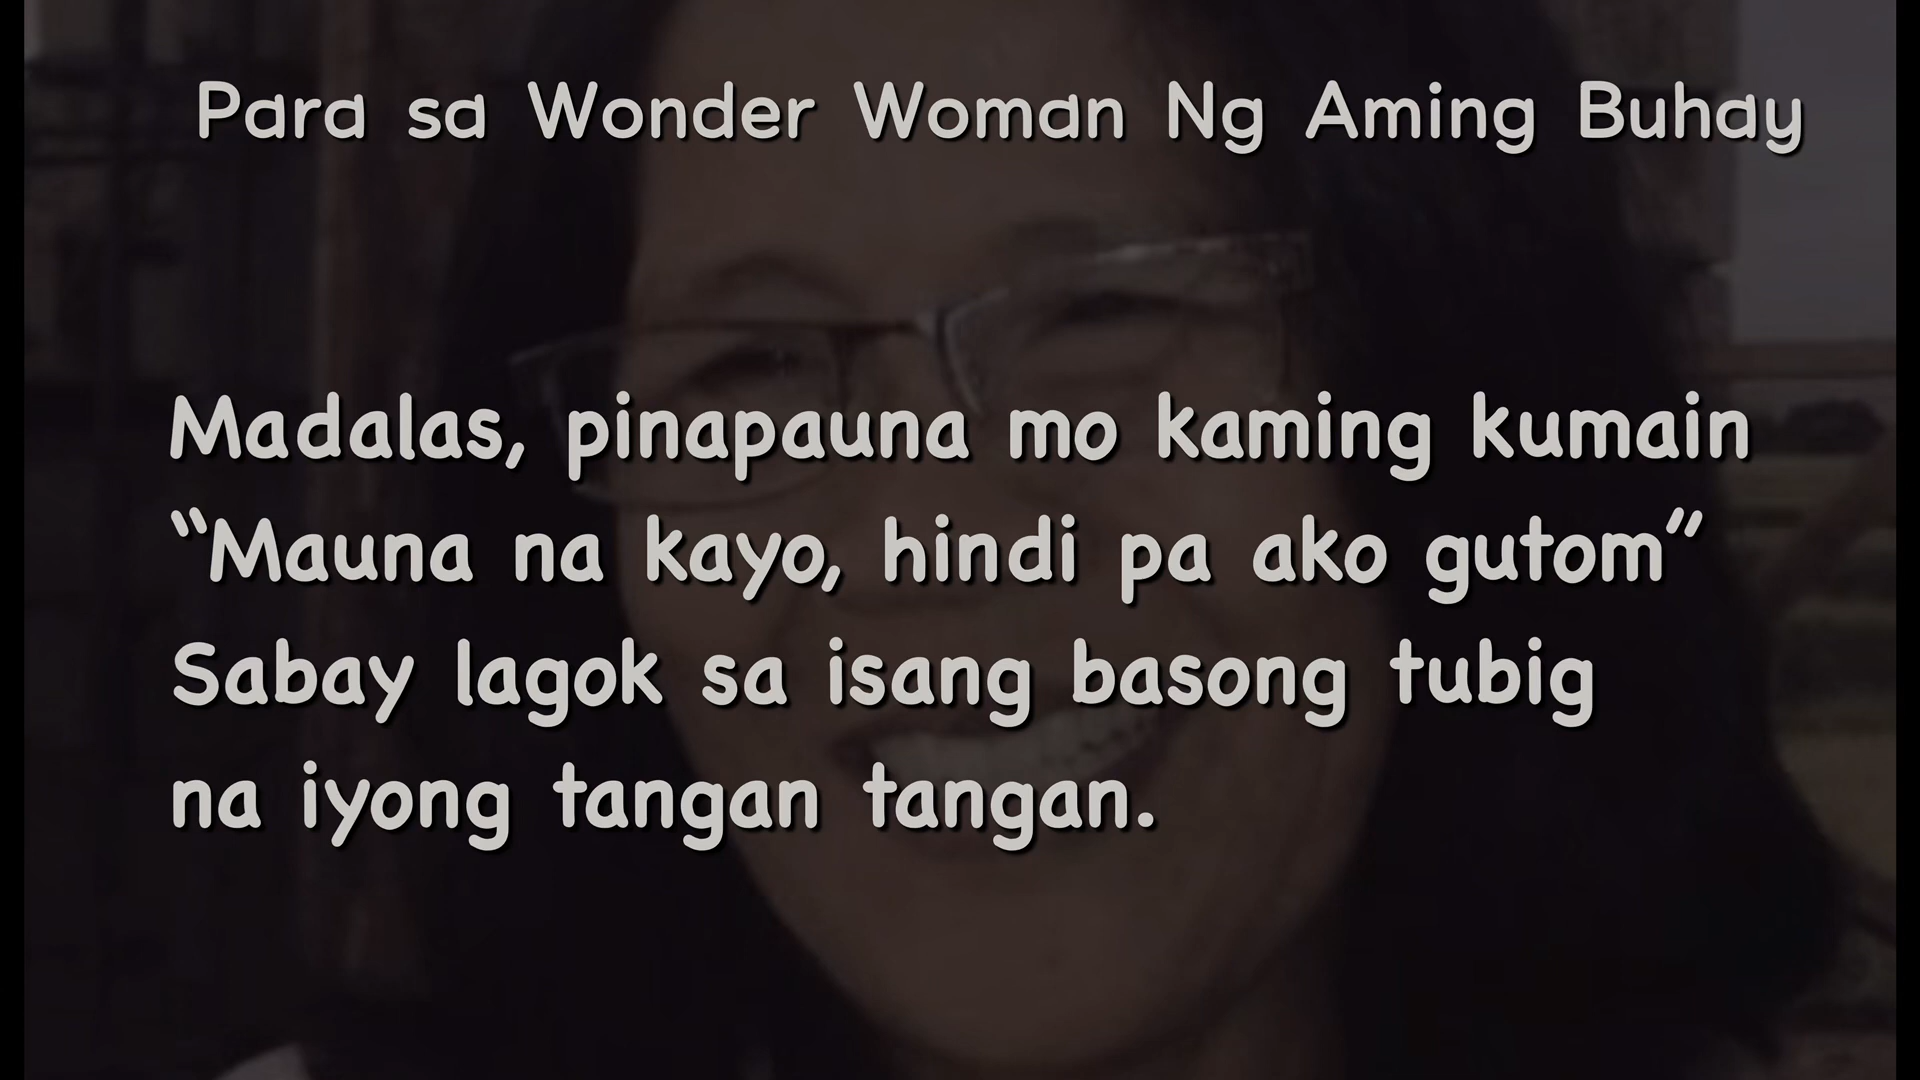 Para sa Wonder Woman Ng Aming Buhay
Madalas, pinapauna mo kaming kumain
“Mauna na kayo, hindi pa ako gutom”
Sabay lagok sa isang basong tubig
na iyong tangan tangan.